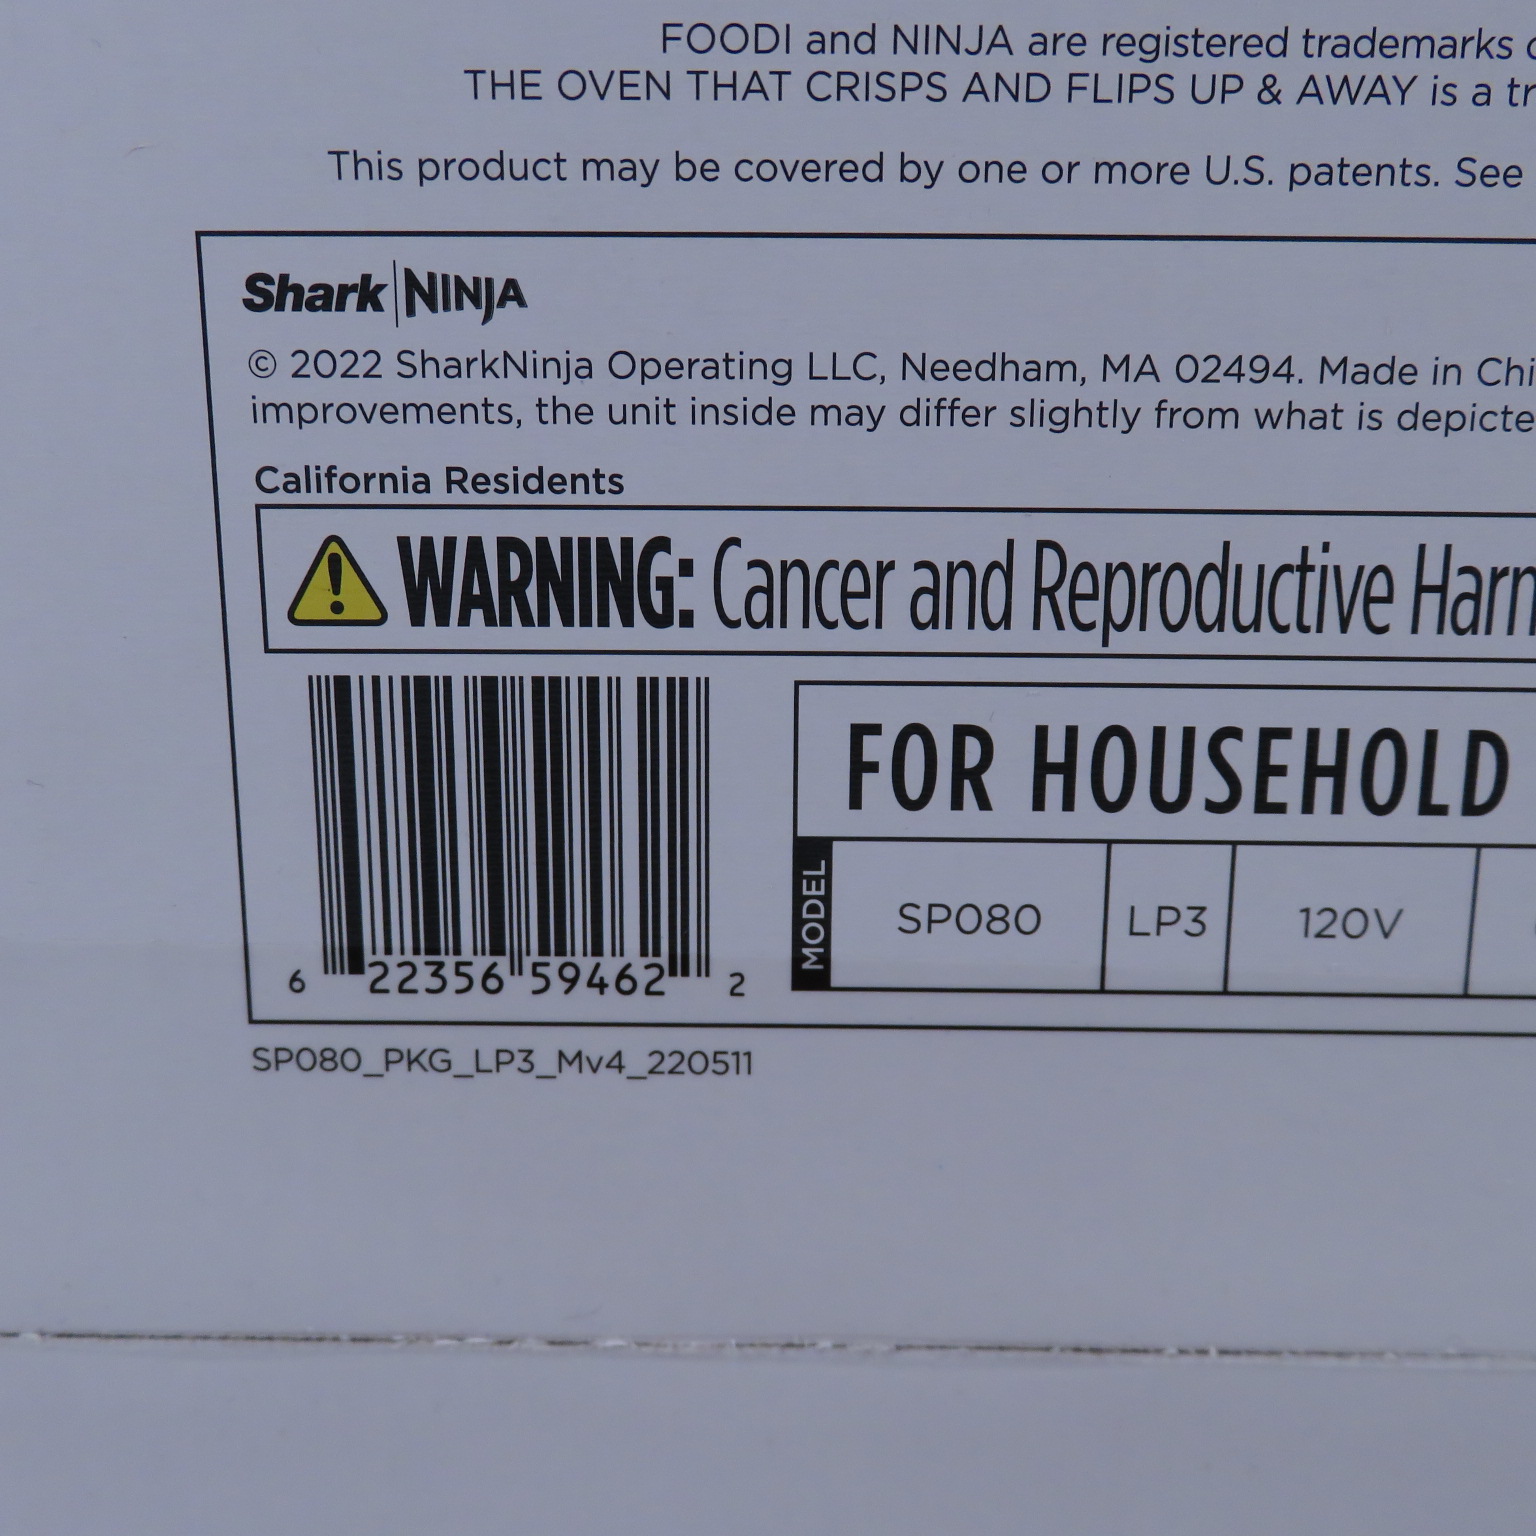 FOODI and NINJA are registered trademarks
THE OVEN THAT CRISPS AND FLIPS UP & AWAY is a
This product may be covered by one or more U.S. patents. See
Shark NINJA
© 2022 SharkNinja Operating LLC, Needham, MA 02494. Made in
improvements, the unit inside may differ slightly from what is
California Residents
WARNING: Cancer and Reproductive
FOR HOUSEHOLD
MODEL SP080 LP3 120V
6 22356 59462 2
SP080_PKG_LP3_Mv4_220511